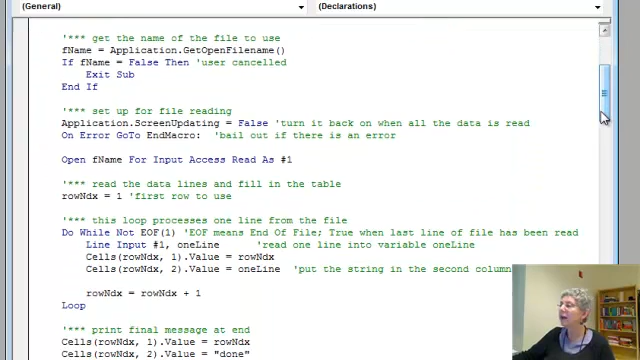 (General)
(Declarations)
'*** get the name of the file to use
fName = Application.GetOpenFilename()
If fName = False Then 'user cancelled
Exit Sub
End If
'*** set up for file reading
Application.ScreenUpdating = False 'turn it back on when all the data is read
On Error GoTo EndMacro: 'bail out if there is an error
Open fName For Input Access Read As #1
'*** read the data lines and fill in the table
rowNdx = 1 'first row to use
'*** this loop processes one line from the file
Do While Not EOF(1) 'EOF means End Of File; True when last line of file has been read
Line Input #1, oneLine 'read one line into variable oneLine
Cells(rowNdx, 1).Value = rowNdx
Cells(rowNdx, 2).Value = oneLine 'put the string in the second column
rowNdx = rowNdx + 1
Loop
'*** print final message at end
Cells(rowNdx, 1).Value = rowNdx
Cells(rowNdx, 2).Value = "done"